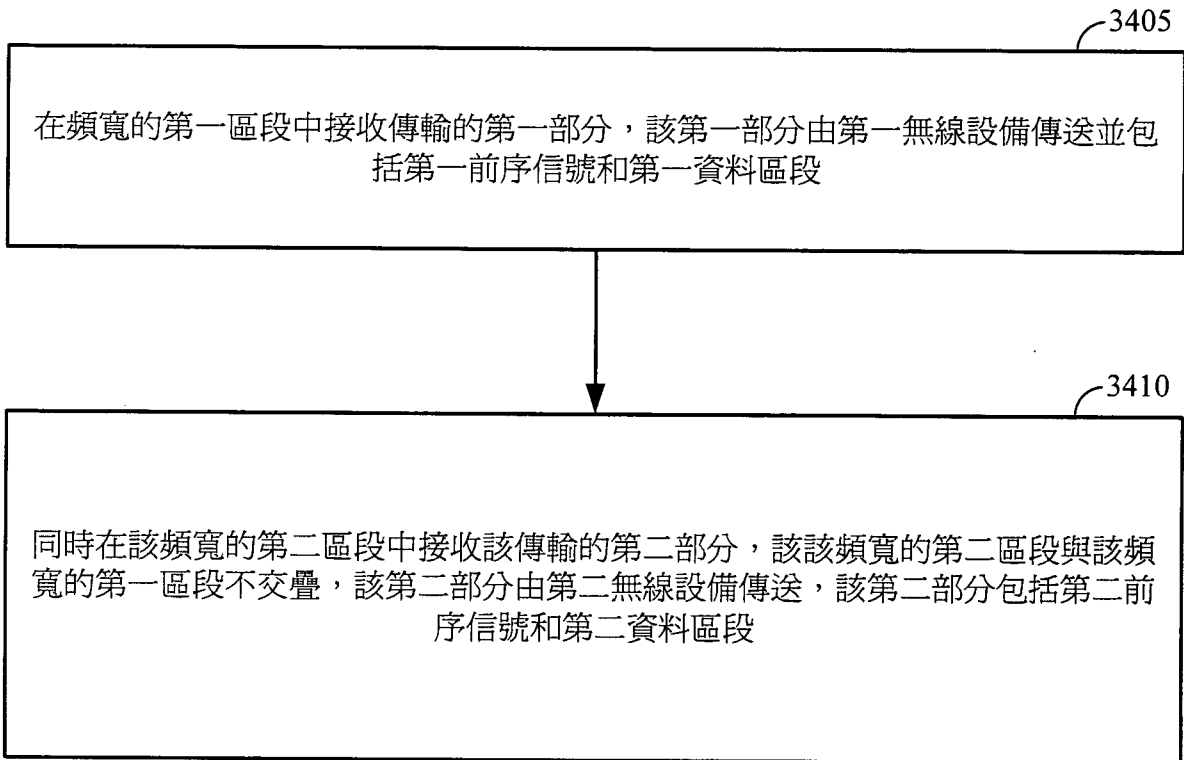 3405
在頻寬的第一區段中接收傳輸的第一部分，該第一部分由第一無線設備傳送並包
括第一前序信號和第一資料區段
3410
同時在該頻寬的第二區段中接收該傳輸的第二部分，該該頻寬的第二區段與該頻
寬的第一區段不交疊，該第二部分由第二無線設備傳送，該第二部分包括第二前
序信號和第二資料區段